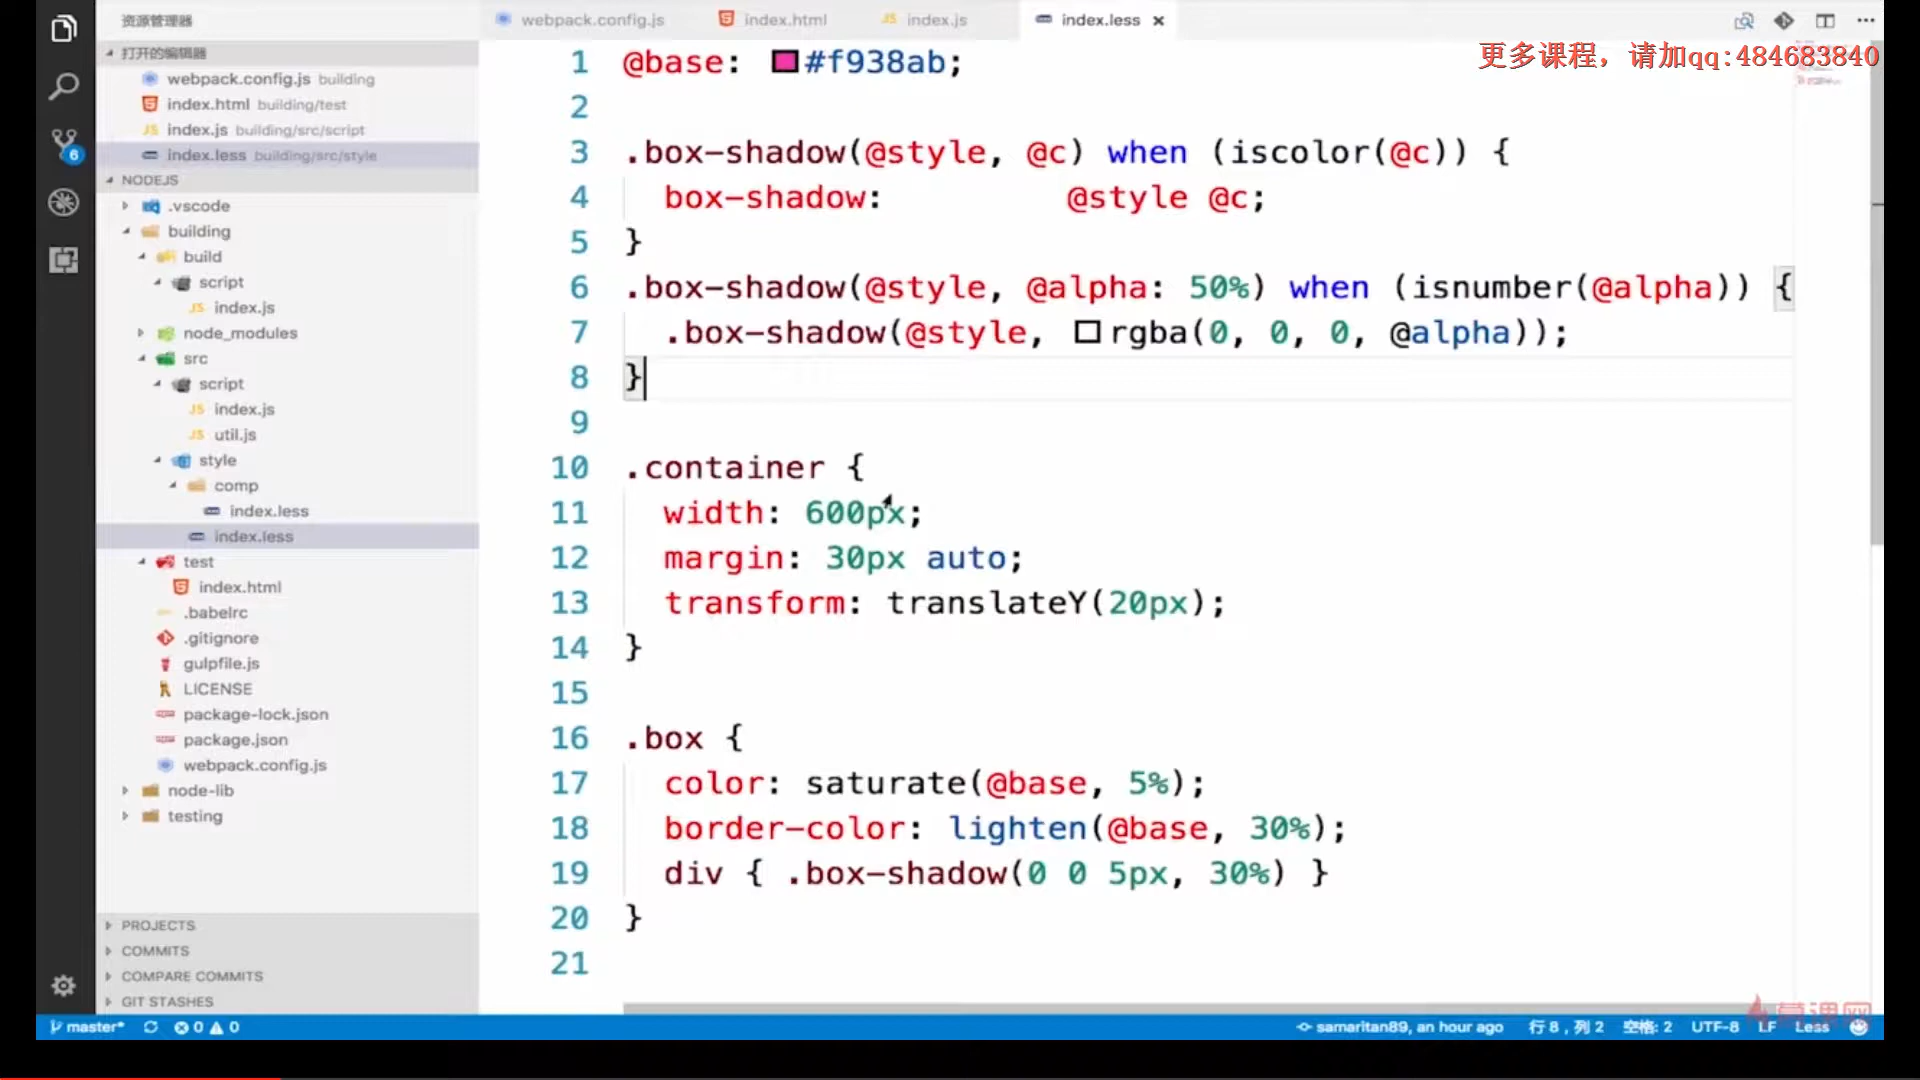 资源管理器
webpack.config.js
index.html
index.js
index.less
更多课程，请加qq:484683840
打开的编辑器
webpack.config.js building
index.html building/test
index.js building/src/script
index.less building/src/style
NODEJS
.vscode
building
build
script
index.js
node_modules
src
script
index.js
util.js
style
comp
index.less
index.less
test
index.html
.babelrc
.gitignore
gulpfile.js
LICENSE
package-lock.json
package.json
webpack.config.js
node-lib
testing
PROJECTS
COMMITS
COMPARE COMMITS
GIT STASHES
6
1 @base: #f938ab;
2
3 .box-shadow(@style, @c) when (iscolor(@c)) {
4 box-shadow: @style @c;
5 }
6 .box-shadow(@style, @alpha: 50%) when (isnumber(@alpha)) {
7 .box-shadow(@style, rgba(0, 0, 0, @alpha));
8 }
9
10 .container {
11 width: 600px;
12 margin: 30px auto;
13 transform: translateY(20px);
14 }
15
16 .box {
17 color: saturate(@base, 5%);
18 border-color: lighten(@base, 30%);
19 div { .box-shadow(0 0 5px, 30%) }
20 }
21
慕课网
master* 0 0 samaritan89, an hour ago 行 8，列 2 空格: 2 UTF-8 LF Less